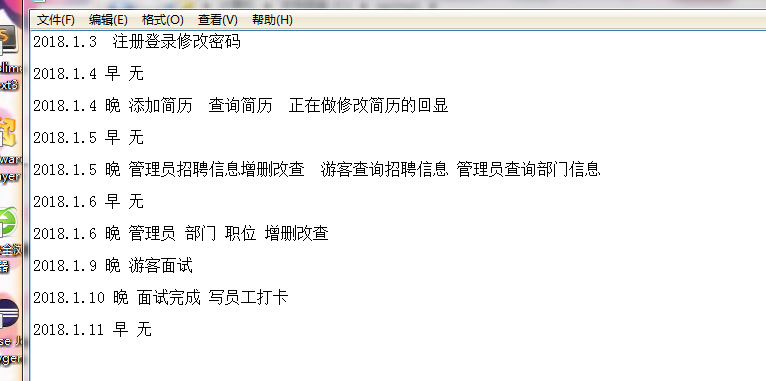 文件(F) 编辑(E) 格式(O) 查看(V) 帮助(H)
2018.1.3 注册登录修改密码
2018.1.4 早 无
2018.1.4 晚 添加简历 查询简历 正在做修改简历的回显
2018.1.5 早 无
2018.1.5 晚 管理员招聘信息增删改查 游客查询招聘信息 管理员查询部门信息
2018.1.6 早 无
2018.1.6 晚 管理员 部门 职位 增删改查
2018.1.9 晚 游客面试
2018.1.10 晚 面试完成 写员工打卡
2018.1.11 早 无